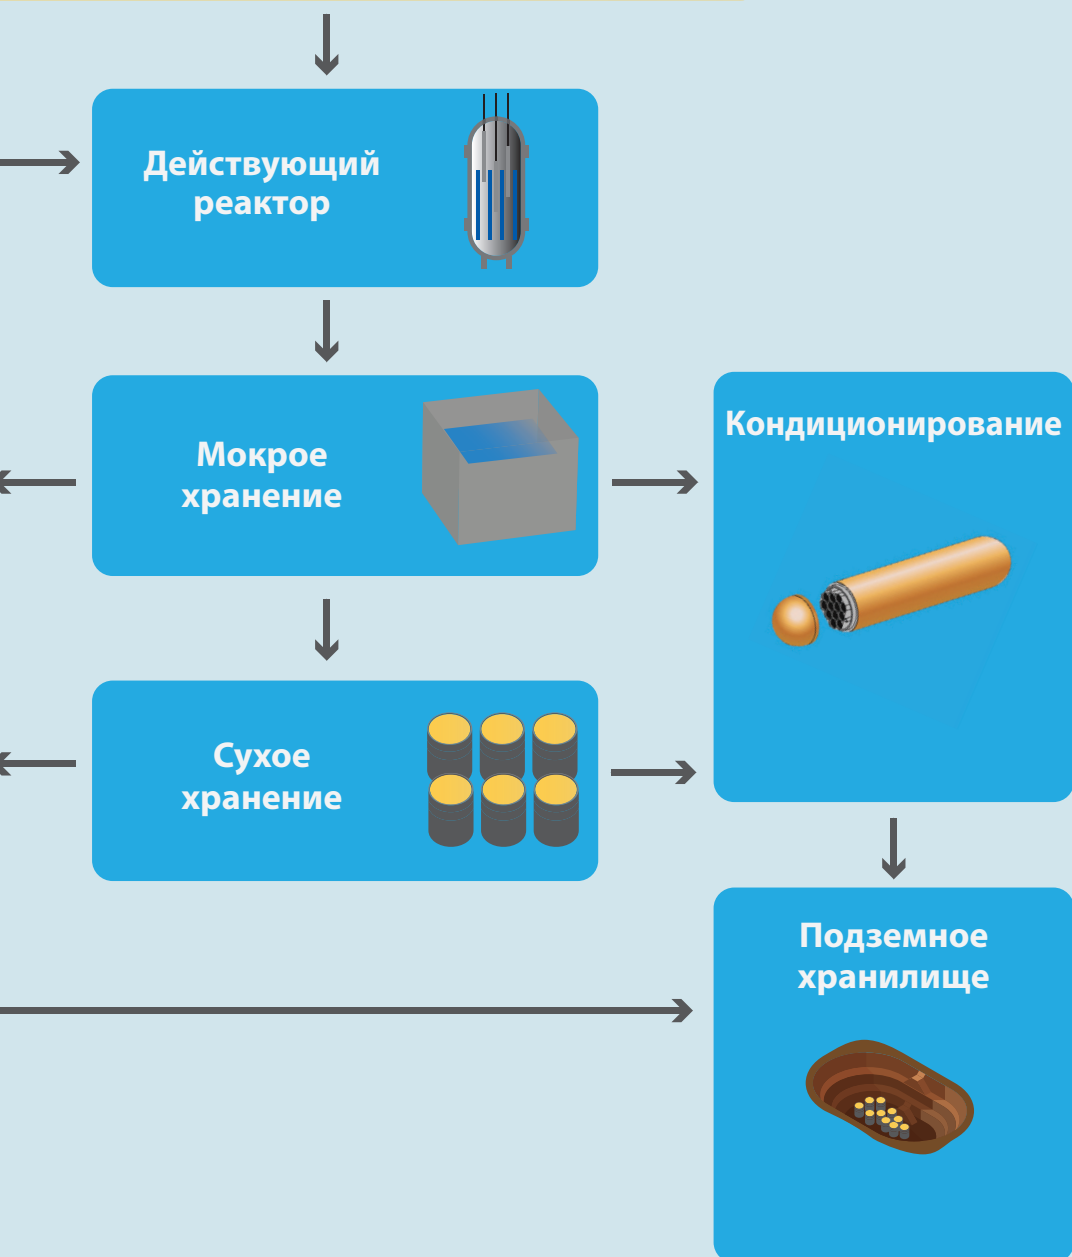 Действующий
реактор
Мокрое
хранение
Кондиционирование
Сухое
хранение
Подземное
хранилище